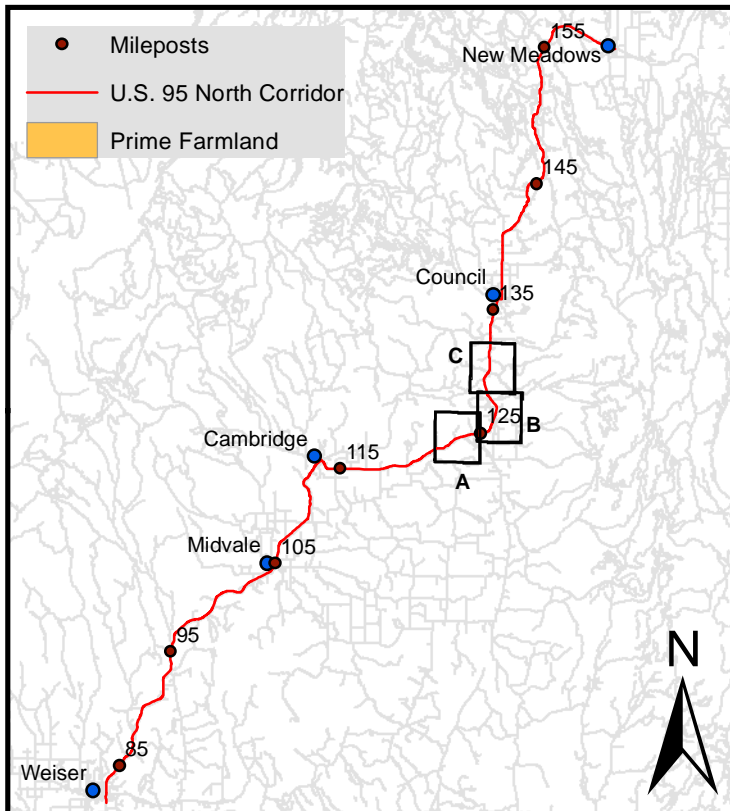 Mileposts
U.S. 95 North Corridor
Prime Farmland
155
New Meadows
145
Council
135
C
125
B
Cambridge
115
A
Midvale
105
95
N
85
Weiser